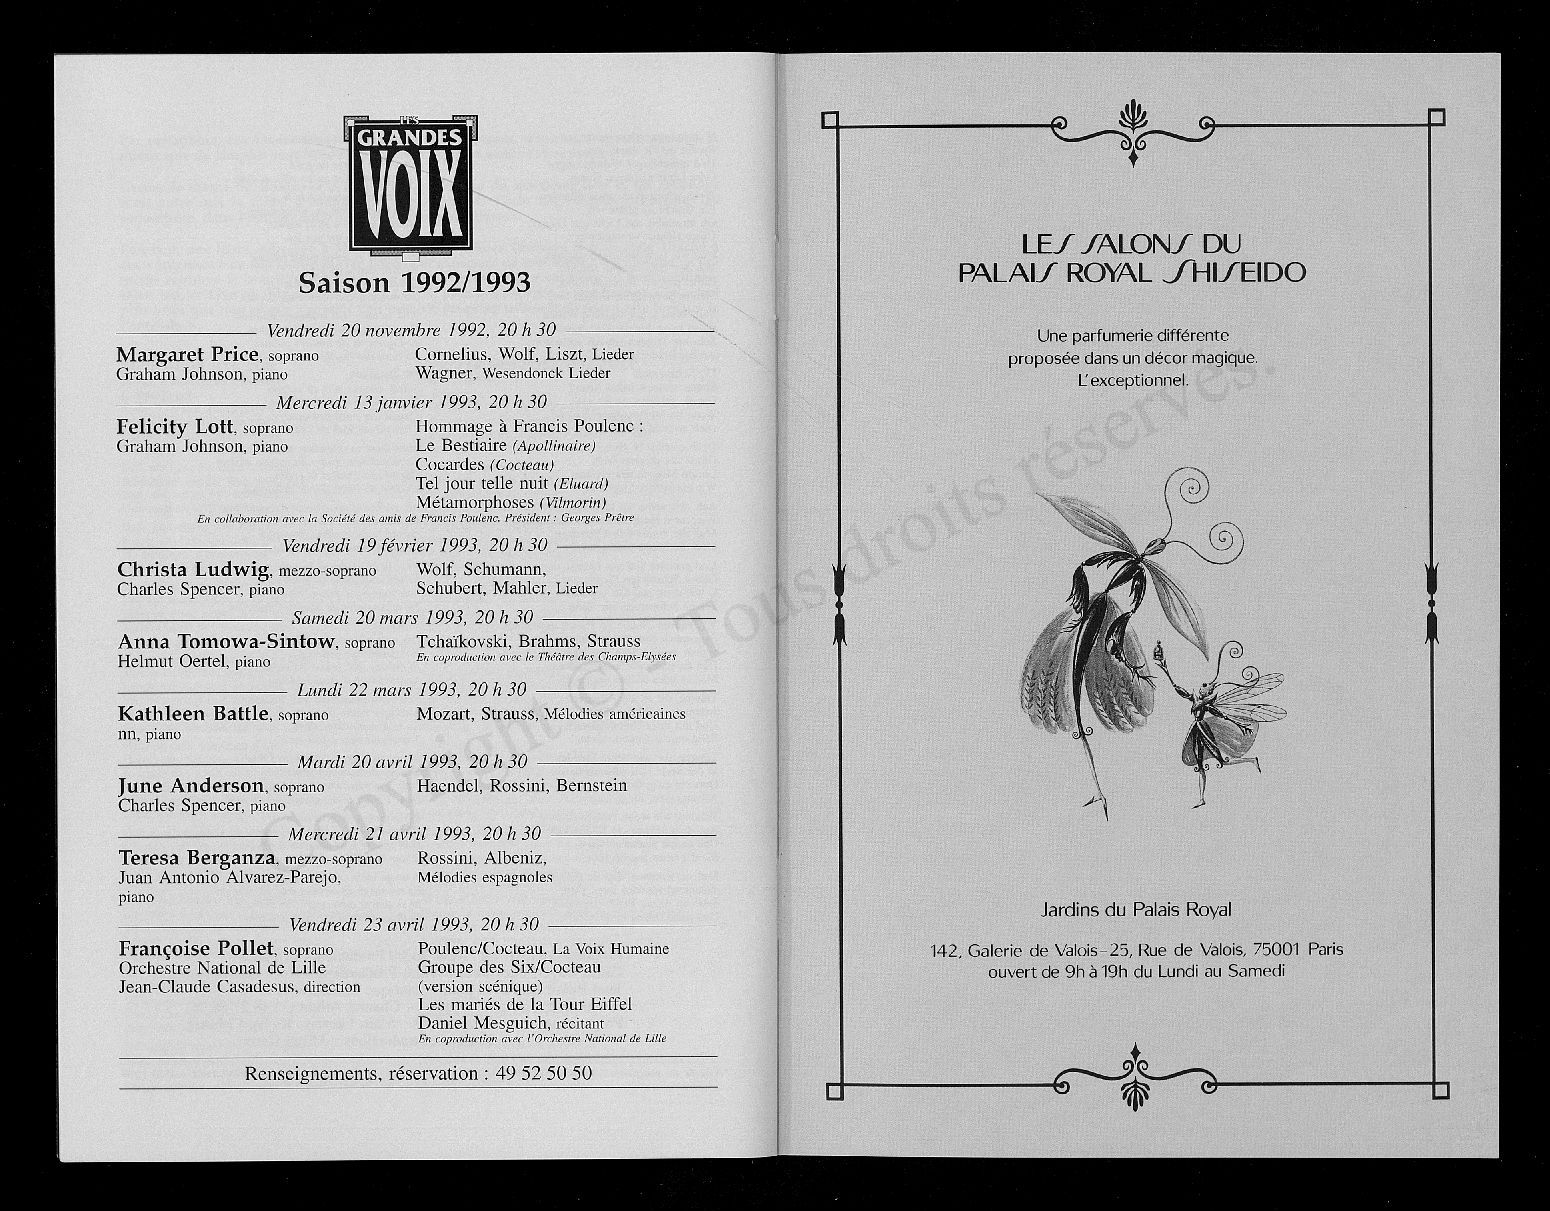 LES
GRANDES
VOIX
Saison 1992/1993
Vendredi 20 novembre 1992, 20 h 30
Margaret Price, soprano
Graham Johnson, piano
Cornelius, Wolf, Liszt, Lieder
Wagner, Wesendonck Lieder
Mercredi 13 janvier 1993, 20 h 30
Felicity Lott, soprano
Graham Johnson, piano
Hommage à Francis Poulenc :
Le Bestiaire (Apollinaire)
Cocardes (Cocteau)
Tel jour telle nuit (Eluard)
Métamorphoses (Vilmorin)
En collaboration avec la Société des amis de Francis Poulenc. Président : Georges Prêtre
Vendredi 19 février 1993, 20 h 30
Christa Ludwig, mezzo-soprano
Charles Spencer, piano
Wolf, Schumann,
Schubert, Mahler, Lieder
Samedi 20 mars 1993, 20 h 30
Anna Tomowa-Sintow, soprano
Helmut Oertel, piano
Tchaïkovski, Brahms, Strauss
En coproduction avec le Théâtre des Champs-Elysées
Lundi 22 mars 1993, 20 h 30
Kathleen Battle, soprano
nn, piano
Mozart, Strauss, Mélodies américaines
Mardi 20 avril 1993, 20 h 30
June Anderson, soprano
Charles Spencer, piano
Haendel, Rossini, Bernstein
Mercredi 21 avril 1993, 20 h 30
Teresa Berganza, mezzo-soprano
Juan Antonio Alvarez-Parejo,
piano
Rossini, Albeniz,
Mélodies espagnoles
Vendredi 23 avril 1993, 20 h 30
Françoise Pollet, soprano
Orchestre National de Lille
Jean-Claude Casadesus, direction
Poulenc/Cocteau, La Voix Humaine
Groupe des Six/Cocteau
(version scénique)
Les mariés de la Tour Eiffel
Daniel Mesguich, récitant
En coproduction avec l'Orchestre National de Lille
Renseignements, réservation : 49 52 50 50
LES SALONS DU
PALAIS ROYAL SHISEIDO
Une parfumerie différente
proposée dans un décor magique.
L'exceptionnel.
Jardins du Palais Royal
142, Galerie de Valois–25, Rue de Valois, 75001 Paris
ouvert de 9h à 19h du Lundi au Samedi
Copyright © - Tous droits réservés.